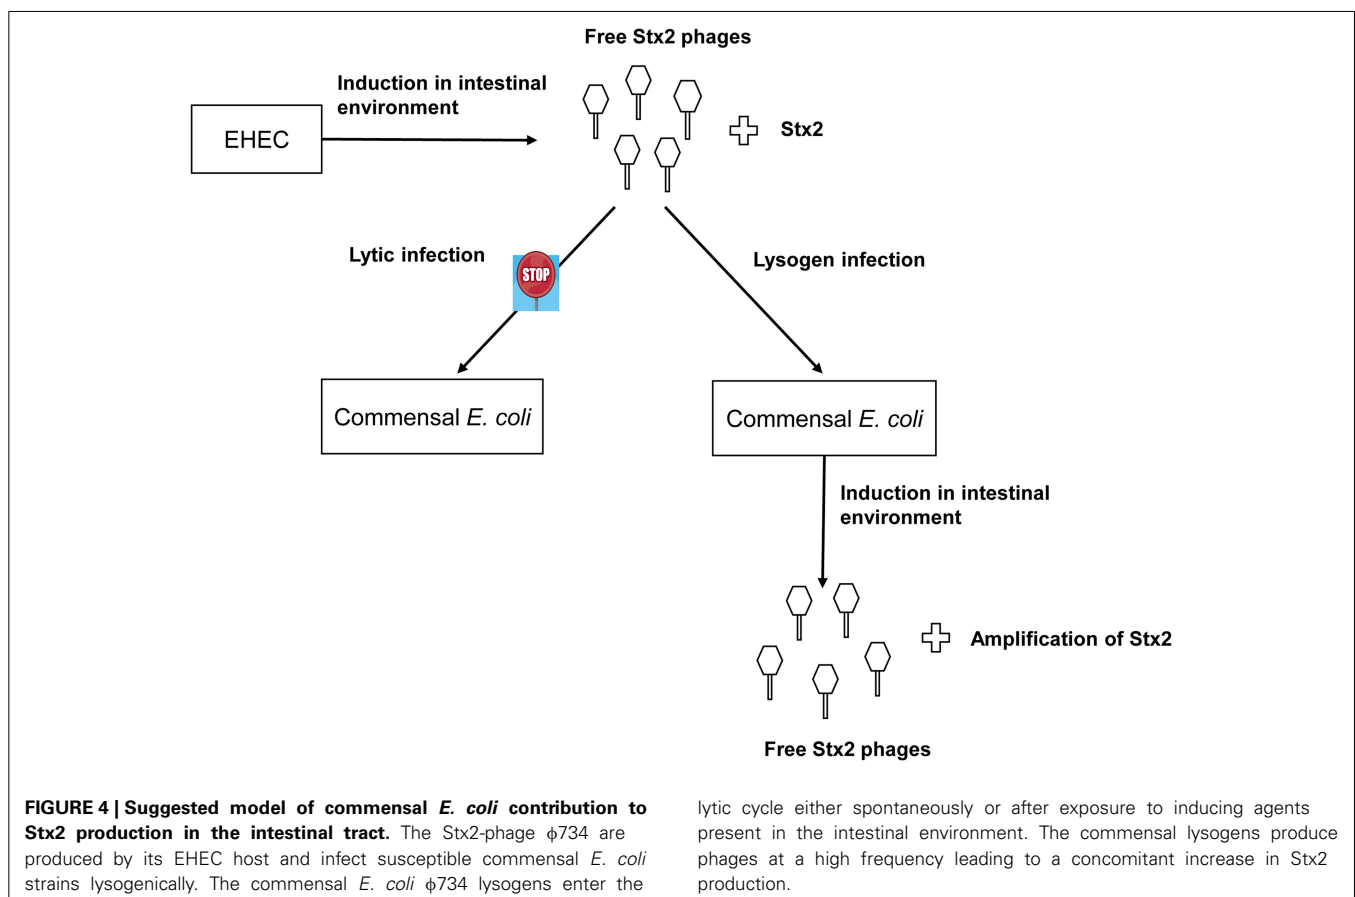 Free Stx2 phages
Induction in intestinal
environment
EHEC
Stx2
Lytic infection
STOP
Lysogen infection
Commensal E. coli
Commensal E. coli
Induction in intestinal
environment
Amplification of Stx2
Free Stx2 phages
FIGURE 4 | Suggested model of commensal E. coli contribution to
Stx2 production in the intestinal tract. The Stx2-phage ϕ734 are
produced by its EHEC host and infect susceptible commensal E. coli
strains lysogenically. The commensal E. coli ϕ734 lysogens enter the
lytic cycle either spontaneously or after exposure to inducing agents
present in the intestinal environment. The commensal lysogens produce
phages at a high frequency leading to a concomitant increase in Stx2
production.